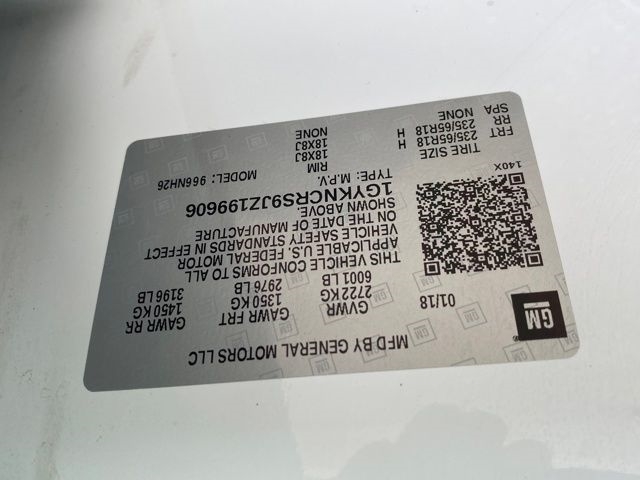 MFD BY GENERAL MOTORS LLC
GM
®
01/18
GVWR GAWR FRT GAWR RR
2722 KG 1350 KG 1450 KG
6001 LB 2976 LB 3196 LB
THIS VEHICLE CONFORMS TO ALL
APPLICABLE U.S. FEDERAL MOTOR
VEHICLE SAFETY STANDARDS IN EFFECT
ON THE DATE OF MANUFACTURE
SHOWN ABOVE.
1GYKNCRS9JZ199606
TYPE: M.P.V. MODEL: 966NH26
140X
TIRE SIZE RIM
FRT 235/65R18 H 18X8J
RR 235/65R18 H 18X8J
SPA NONE NONE